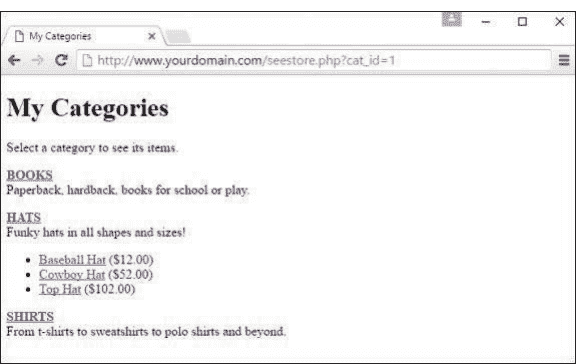 My Categories
http://www.yourdomain.com/seestore.php?cat_id=1
My Categories
Select a category to see its items.
BOOKS
Paperback, hardback, books for school or play.
HATS
Funky hats in all shapes and sizes!
Baseball Hat ($12.00)
Cowboy Hat ($52.00)
Top Hat ($102.00)
SHIRTS
From t-shirts to sweatshirts to polo shirts and beyond.